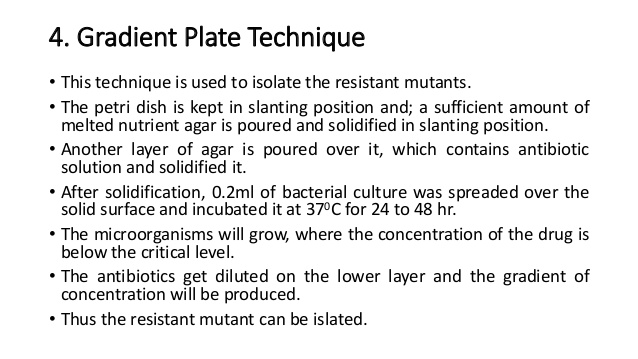 4. Gradient Plate Technique
• This technique is used to isolate the resistant mutants.
• The petri dish is kept in slanting position and; a sufficient amount of
melted nutrient agar is poured and solidified in slanting position.
• Another layer of agar is poured over it, which contains antibiotic
solution and solidified it.
• After solidification, 0.2ml of bacterial culture was spreaded over the
solid surface and incubated it at 37⁰C for 24 to 48 hr.
• The microorganisms will grow, where the concentration of the drug is
below the critical level.
• The antibiotics get diluted on the lower layer and the gradient of
concentration will be produced.
• Thus the resistant mutant can be islated.